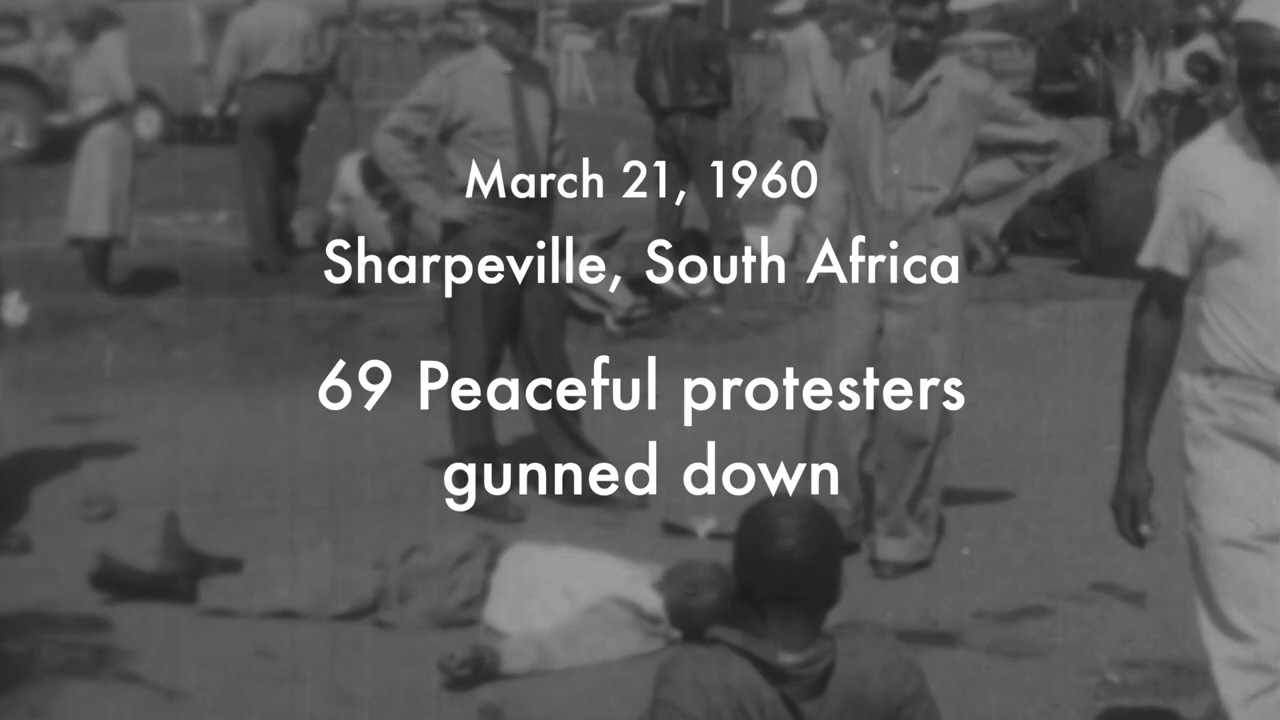 March 21, 1960
Sharpeville, South Africa
69 Peaceful protesters
gunned down